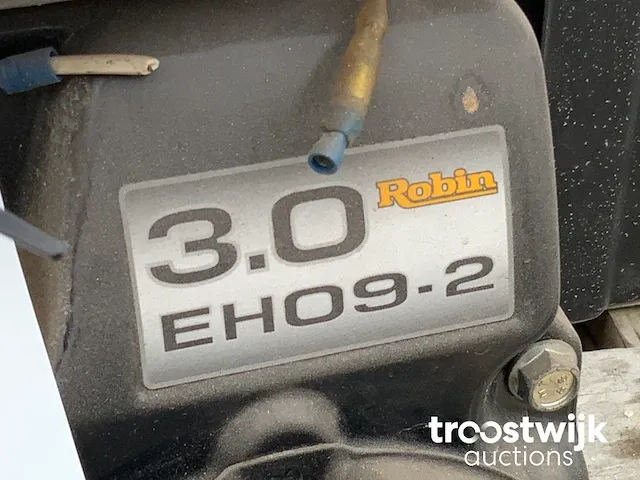 3.0 Robin
EH09-2
troostwijk
auctions